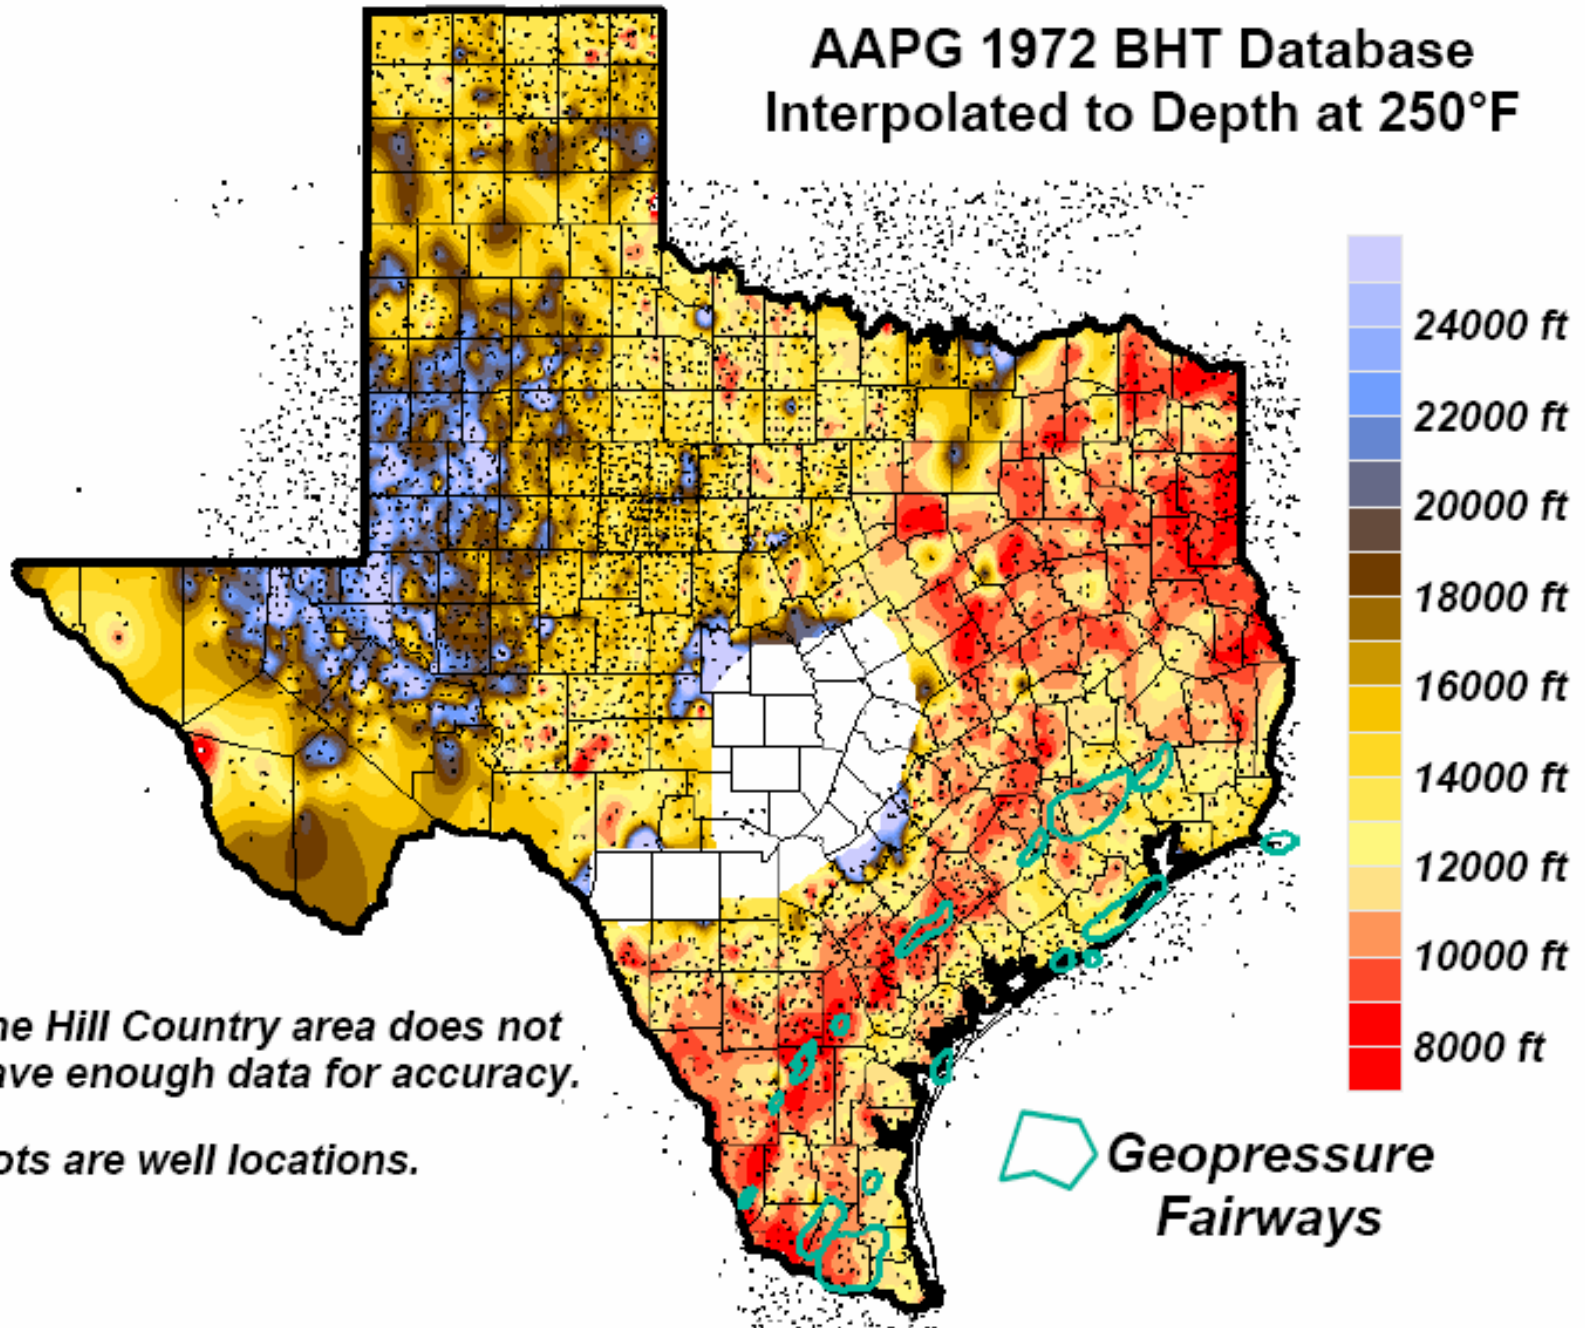 AAPG 1972 BHT Database
Interpolated to Depth at 250°F
24000 ft
22000 ft
20000 ft
18000 ft
16000 ft
14000 ft
12000 ft
10000 ft
8000 ft
ne Hill Country area does not
ave enough data for accuracy.
ots are well locations.
Geopressure
Fairways